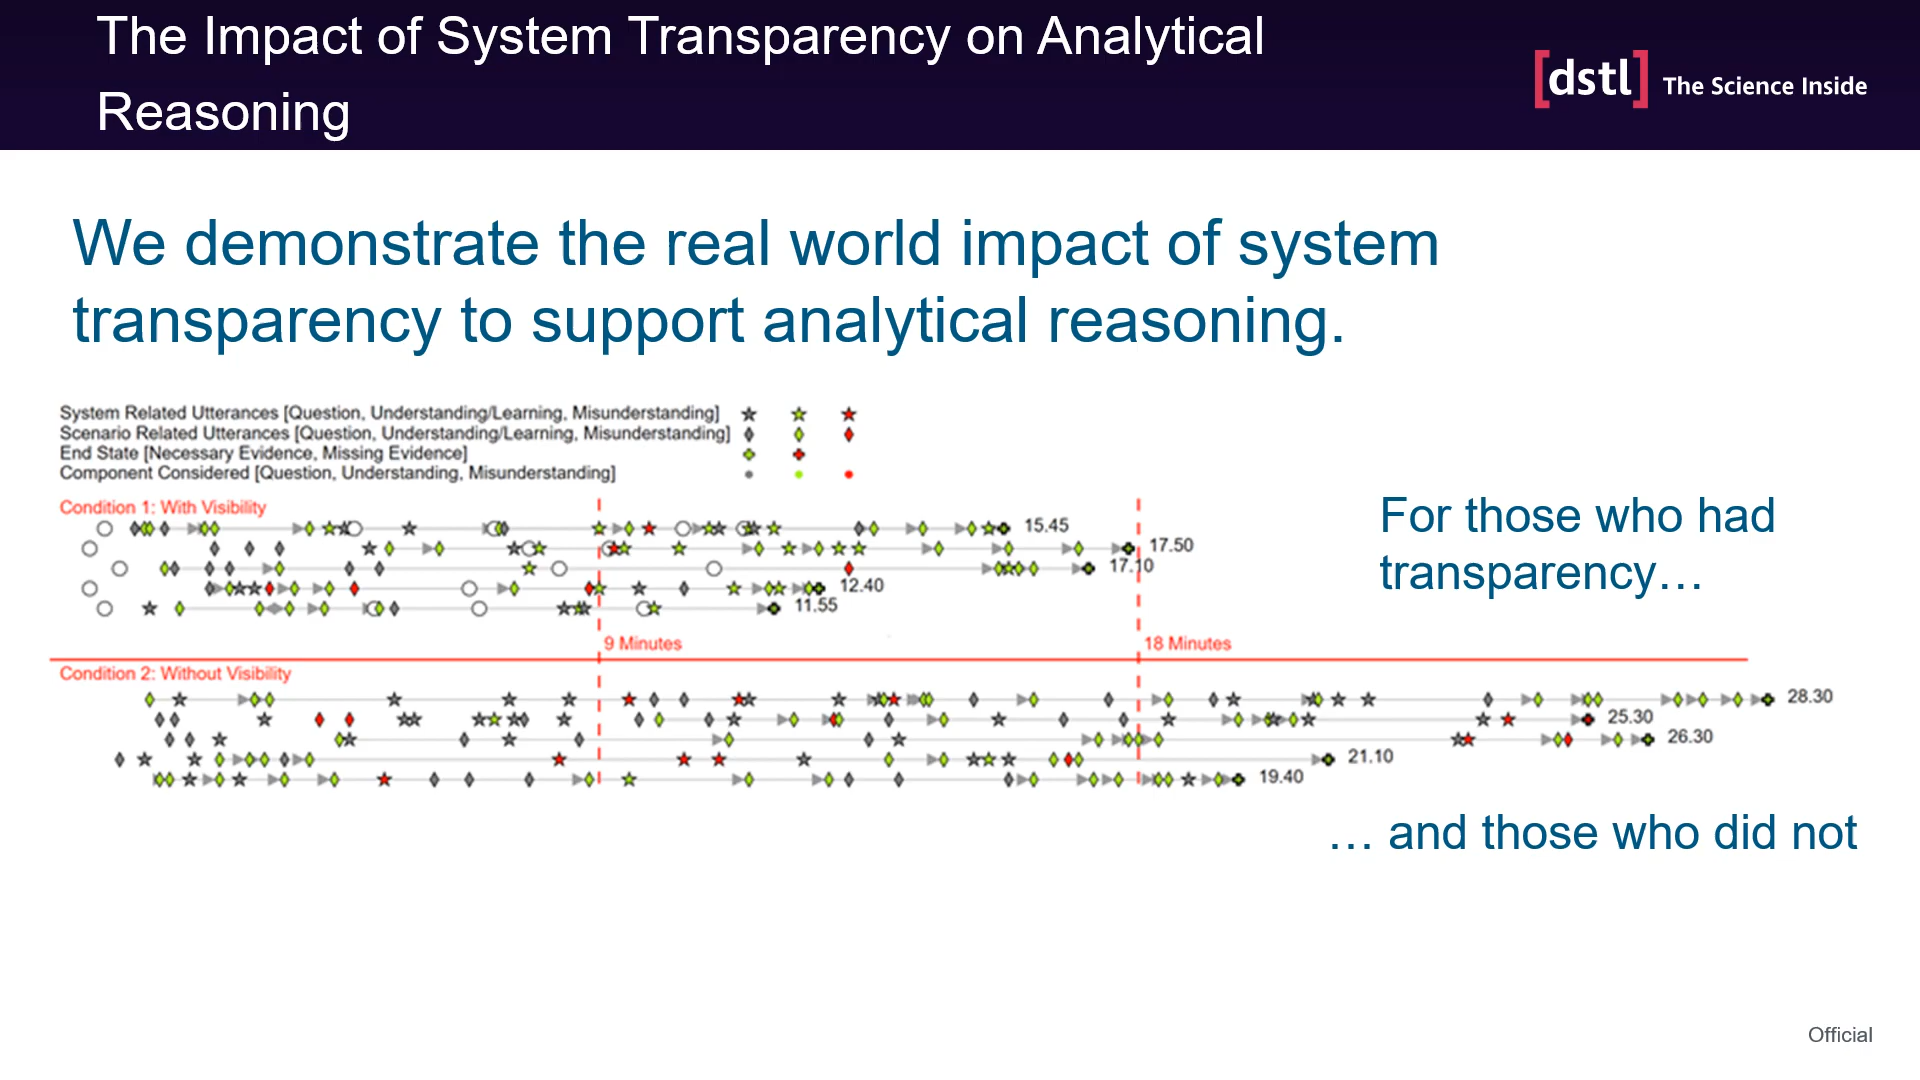 The Impact of System Transparency on Analytical
Reasoning
[dstl] The Science Inside
We demonstrate the real world impact of system
transparency to support analytical reasoning.
System Related Utterances [Question, Understanding/Learning, Misunderstanding]
Scenario Related Utterances [Question, Understanding/Learning, Misunderstanding]
End State [Necessary Evidence, Missing Evidence]
Component Considered [Question, Understanding, Misunderstanding]
Condition 1: With Visibility
15.45
17.50
17.10
12.40
11.55
For those who had
transparency…
9 Minutes
18 Minutes
Condition 2: Without Visibility
28.30
25.30
26.30
21.10
19.40
… and those who did not
Official